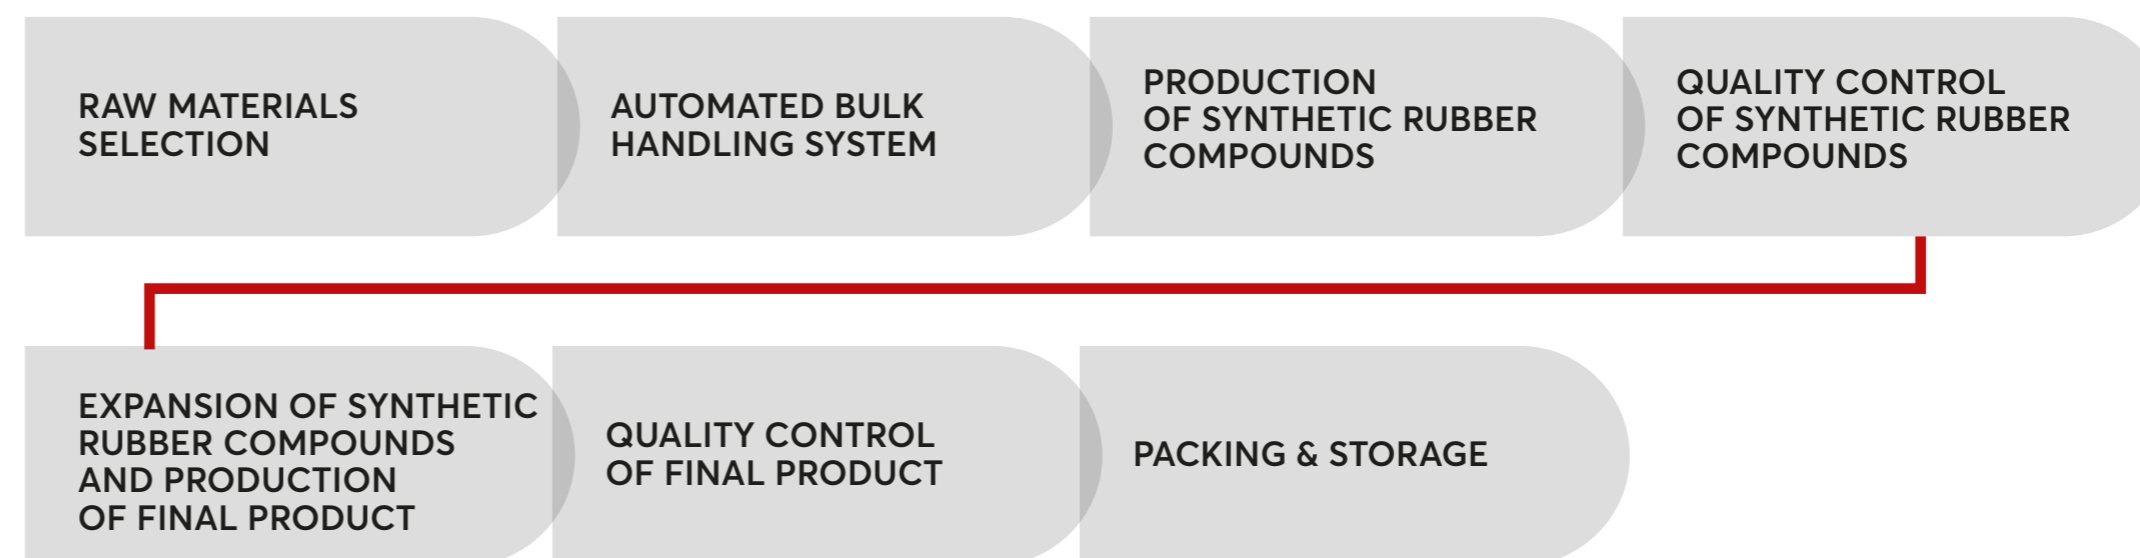 RAW MATERIALS
SELECTION
AUTOMATED BULK
HANDLING SYSTEM
PRODUCTION
OF SYNTHETIC RUBBER
COMPOUNDS
QUALITY CONTROL
OF SYNTHETIC RUBBER
COMPOUNDS
EXPANSION OF SYNTHETIC
RUBBER COMPOUNDS
AND PRODUCTION
OF FINAL PRODUCT
QUALITY CONTROL
OF FINAL PRODUCT
PACKING & STORAGE